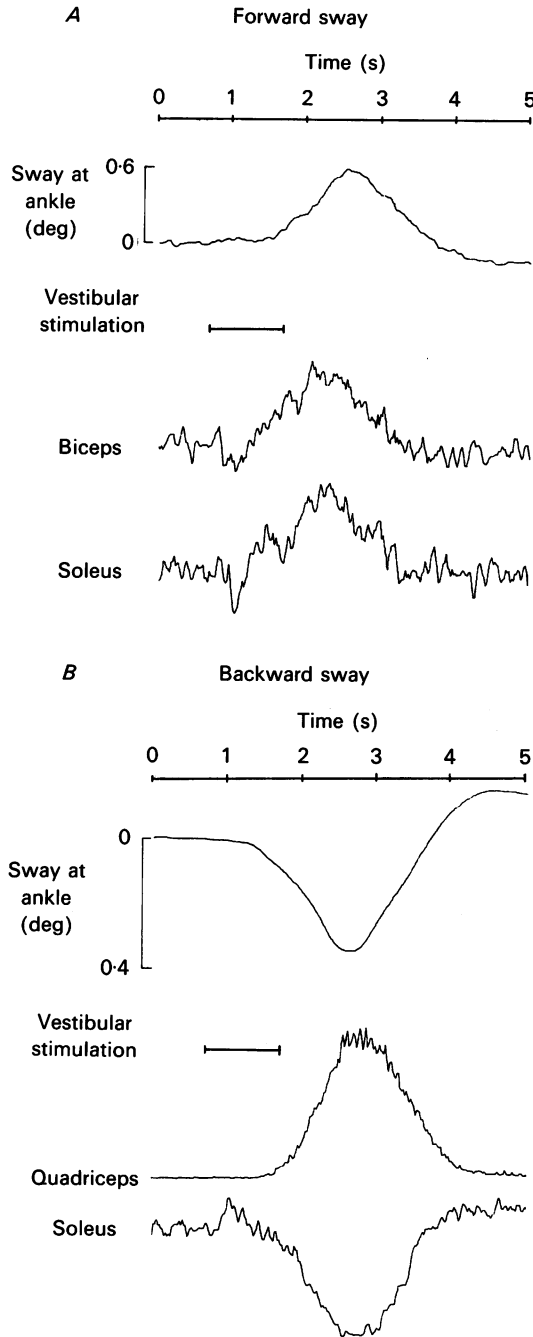 A Forward sway
Time (s)
0 1 2 3 4 5
0·6
Sway at
ankle
(deg)
0
Vestibular
stimulation
Biceps
Soleus
B Backward sway
Time (s)
0 1 2 3 4 5
0
Sway at
ankle
(deg)
0·4
Vestibular
stimulation
Quadriceps
Soleus